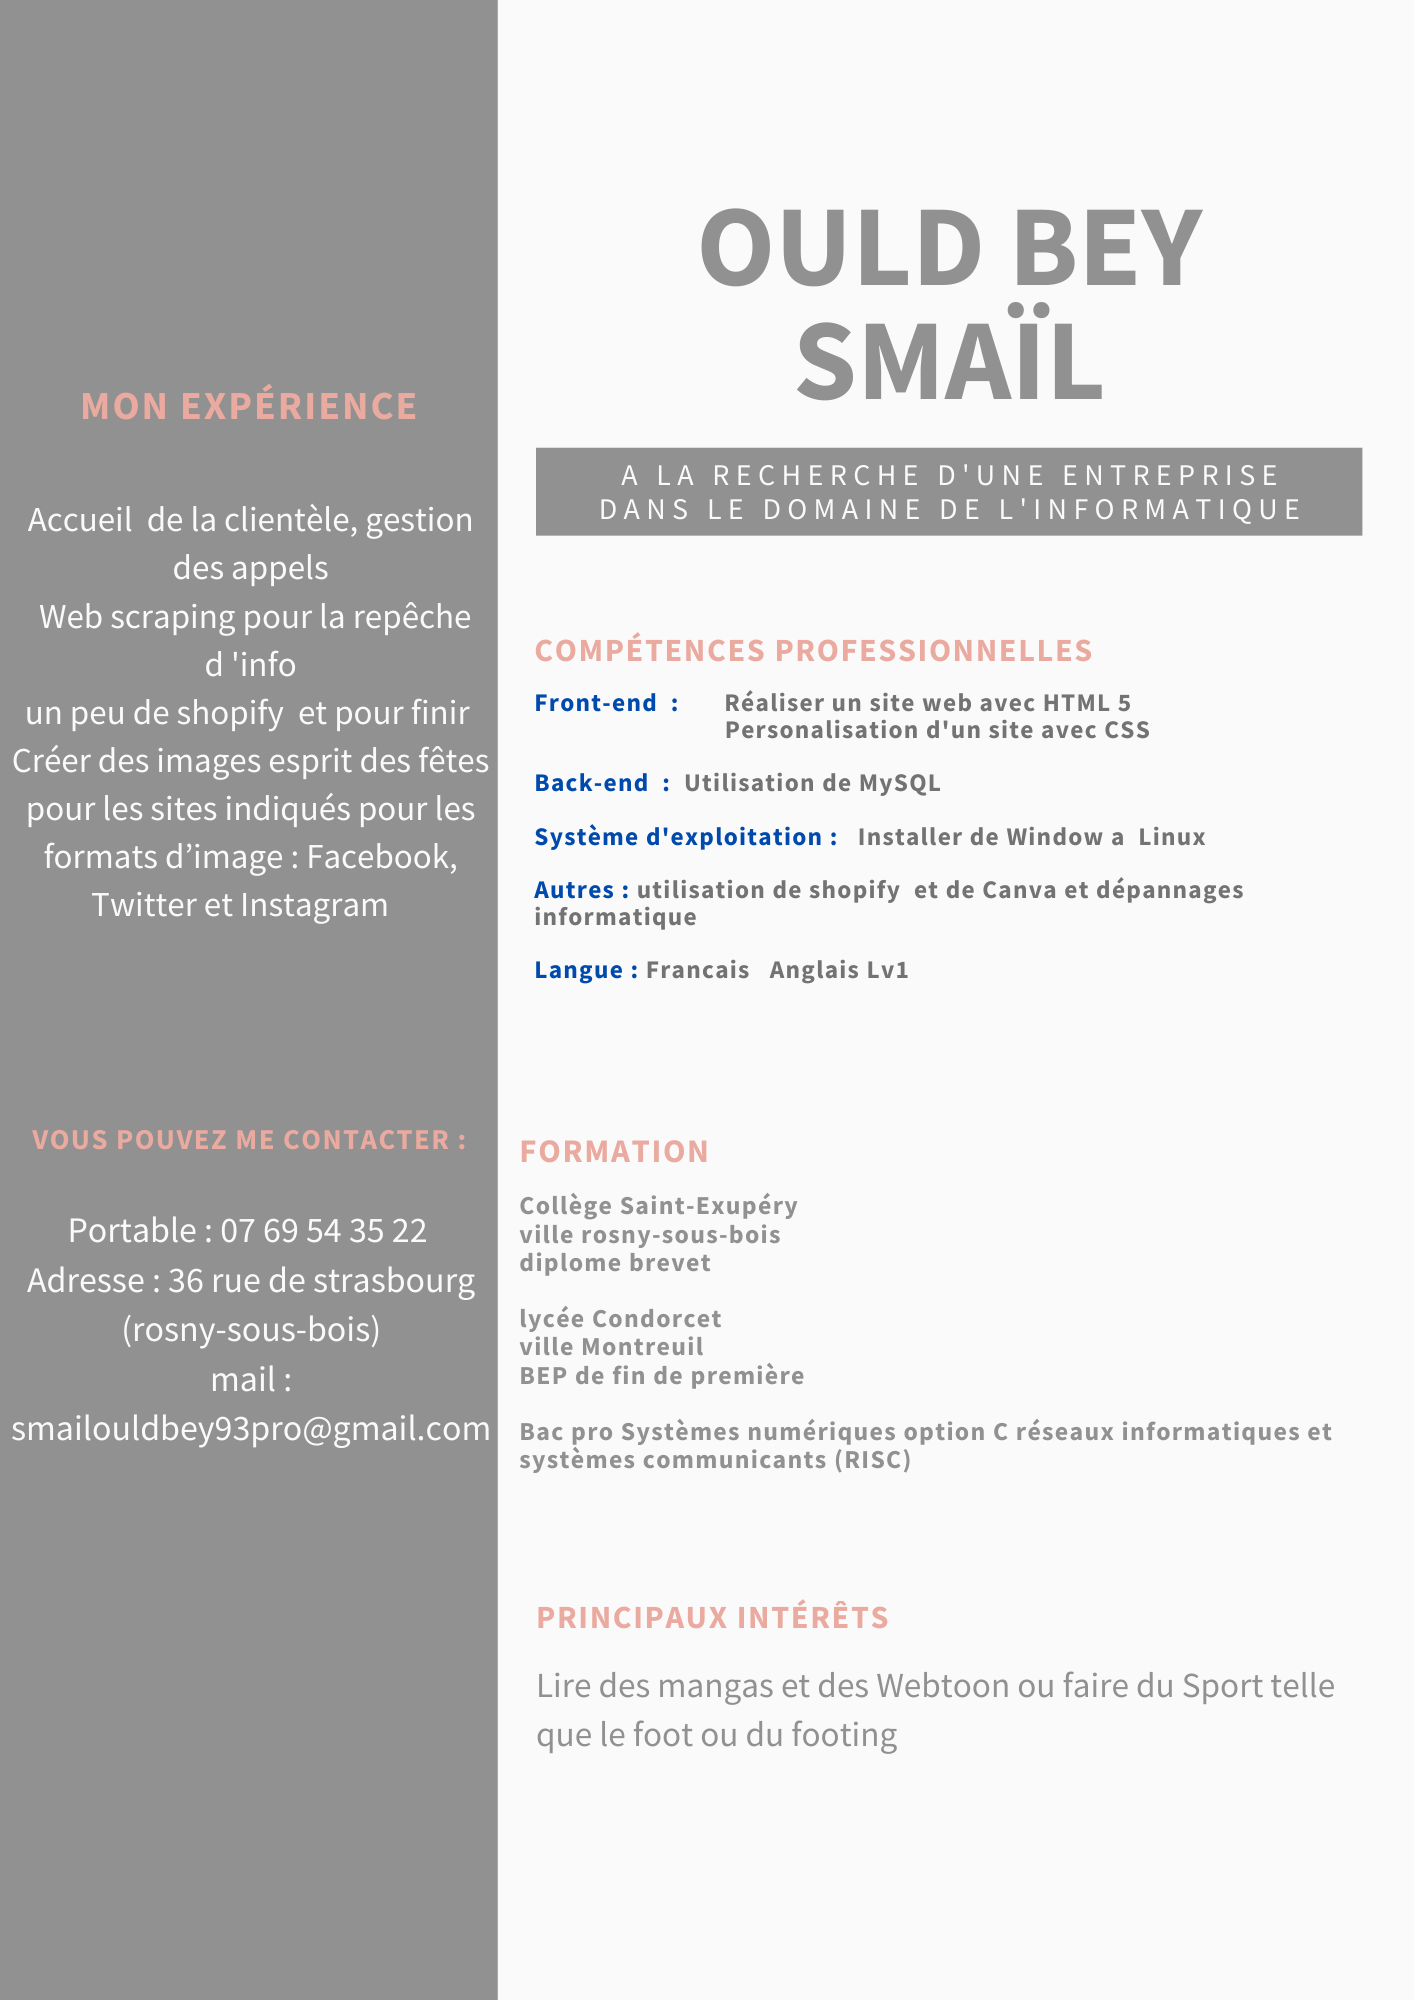 OULD BEY
SMAÏL
A LA RECHERCHE D'UNE ENTREPRISE
DANS LE DOMAINE DE L'INFORMATIQUE
MON EXPÉRIENCE
Accueil  de la clientèle, gestion
des appels
Web scraping pour la repêche
d 'info
un peu de shopify  et pour finir
Créer des images esprit des fêtes
pour les sites indiqués pour les
formats d’image : Facebook,
Twitter et Instagram
VOUS POUVEZ ME CONTACTER :
Portable : 07 69 54 35 22
Adresse : 36 rue de strasbourg
(rosny-sous-bois)
mail :
smailouldbey93pro@gmail.com
COMPÉTENCES PROFESSIONNELLES
Front-end  :      Réaliser un site web avec HTML 5
Personalisation d'un site avec CSS
Back-end  :  Utilisation de MySQL
Système d'exploitation :   Installer de Window a  Linux
Autres : utilisation de shopify  et de Canva et dépannages
informatique
Langue : Francais   Anglais Lv1
FORMATION
Collège Saint-Exupéry
ville rosny-sous-bois
diplome brevet
lycée Condorcet
ville Montreuil
BEP de fin de première
Bac pro Systèmes numériques option C réseaux informatiques et
systèmes communicants (RISC)
PRINCIPAUX INTÉRÊTS
Lire des mangas et des Webtoon ou faire du Sport telle
que le foot ou du footing